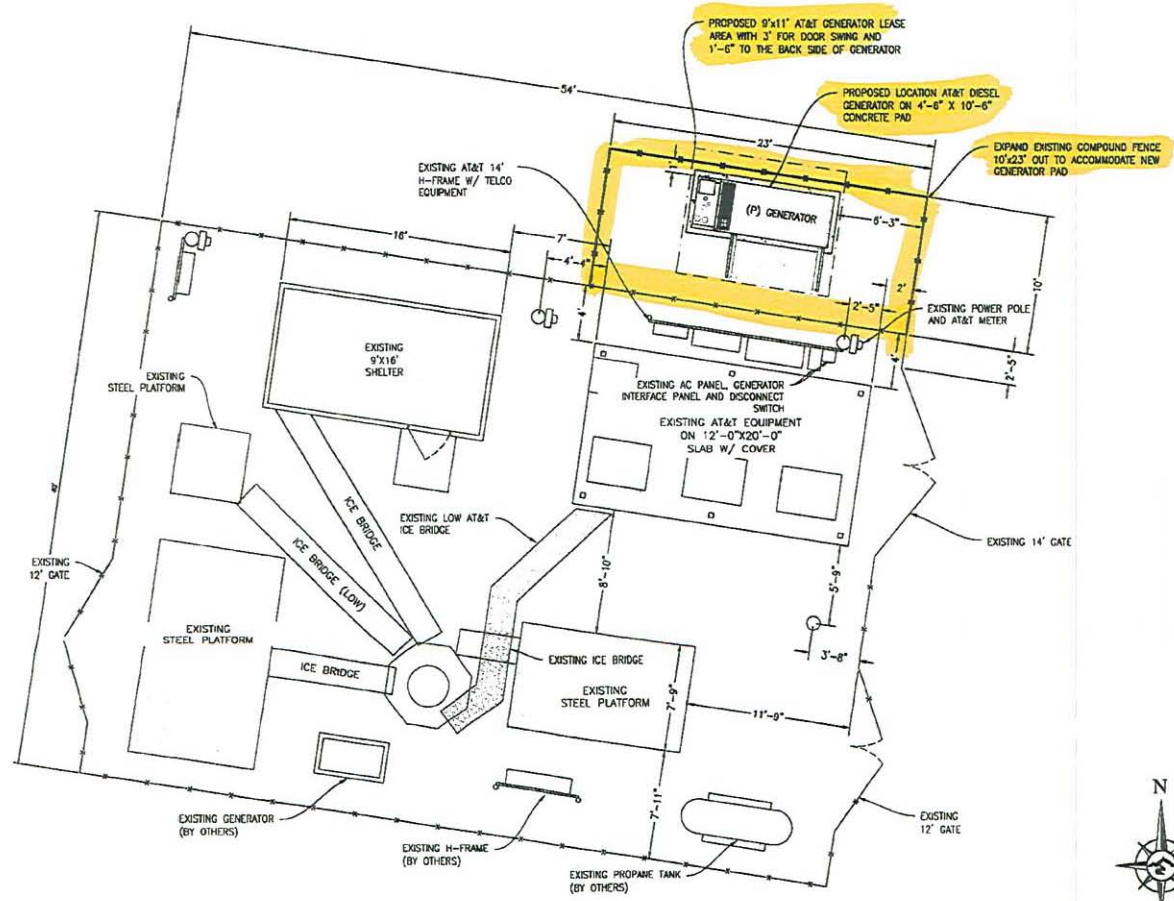 PROPOSED 9'x11' AT&T GENERATOR LEASE
AREA WITH 3' FOR DOOR SWING AND
1'-6" TO THE BACK SIDE OF GENERATOR
PROPOSED LOCATION AT&T DIESEL
GENERATOR ON 4'-6" X 10'-6"
CONCRETE PAD
54'
23'
EXPAND EXISTING COMPOUND FENCE
10'x23' OUT TO ACCOMMODATE NEW
GENERATOR PAD
EXISTING AT&T 14'
H-FRAME W/ TELCO
EQUIPMENT
1'
(P) GENERATOR
6'-3"
16'
7'
4'-4"
10'
2'
2'-5"
EXISTING POWER POLE
AND AT&T METER
4'
4'
2'-5"
EXISTING
9'X16'
SHELTER
EXISTING AC PANEL, GENERATOR
INTERFACE PANEL AND DISCONNECT
SWITCH
EXISTING
STEEL PLATFORM
EXISTING AT&T EQUIPMENT
ON 12'-0"X20'-0"
SLAB W/ COVER
ICE BRIDGE
EXISTING LOW AT&T
ICE BRIDGE
EXISTING 14' GATE
EXISTING
12' GATE
ICE BRIDGE (LOW)
8'-10"
5'-9"
EXISTING
STEEL PLATFORM
3'-8"
ICE BRIDGE
EXISTING ICE BRIDGE
EXISTING
STEEL PLATFORM
7'-9"
11'-9"
7'-11"
EXISTING GENERATOR
(BY OTHERS)
EXISTING H-FRAME
(BY OTHERS)
EXISTING PROPANE TANK
(BY OTHERS)
EXISTING
12' GATE
N